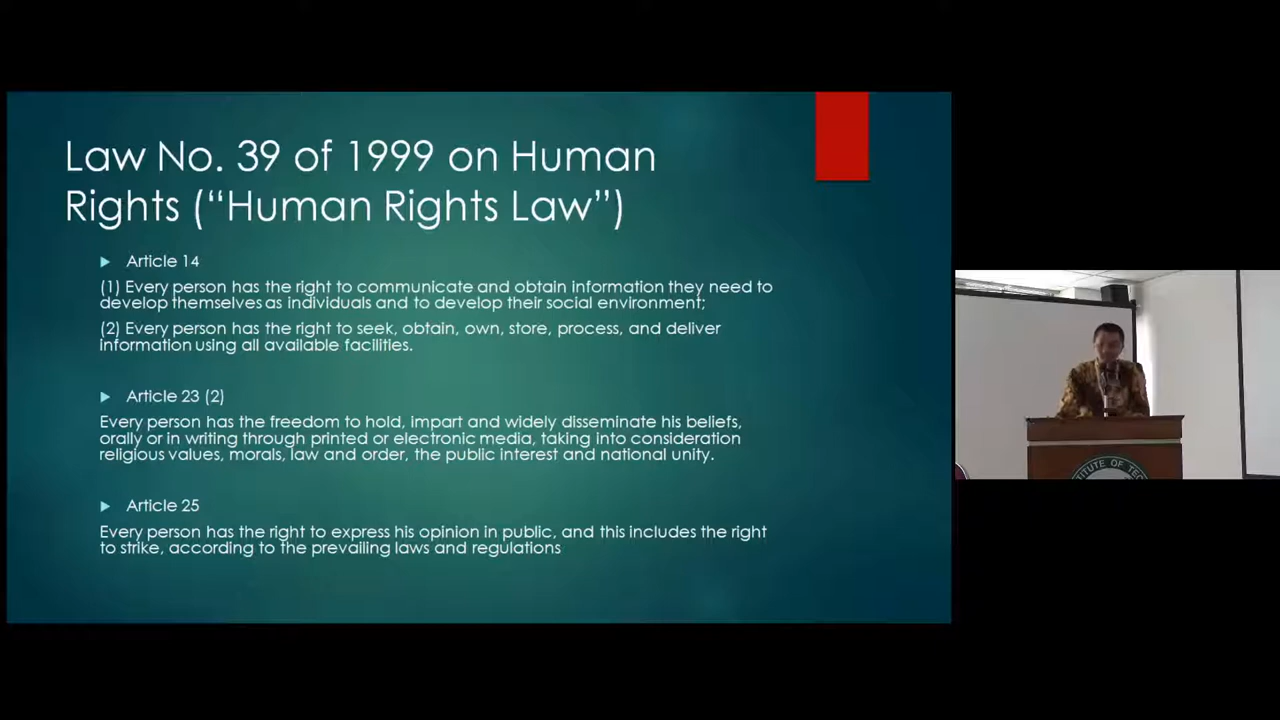 Law No. 39 of 1999 on Human
Rights (“Human Rights Law”)
Article 14
(1) Every person has the right to communicate and obtain information they need to
develop themselves as individuals and to develop their social environment;
(2) Every person has the right to seek, obtain, own, store, process, and deliver
information using all available facilities.
Article 23 (2)
Every person has the freedom to hold, impart and widely disseminate his beliefs,
orally or in writing through printed or electronic media, taking into consideration
religious values, morals, law and order, the public interest and national unity.
Article 25
Every person has the right to express his opinion in public, and this includes the right
to strike, according to the prevailing laws and regulations
OF